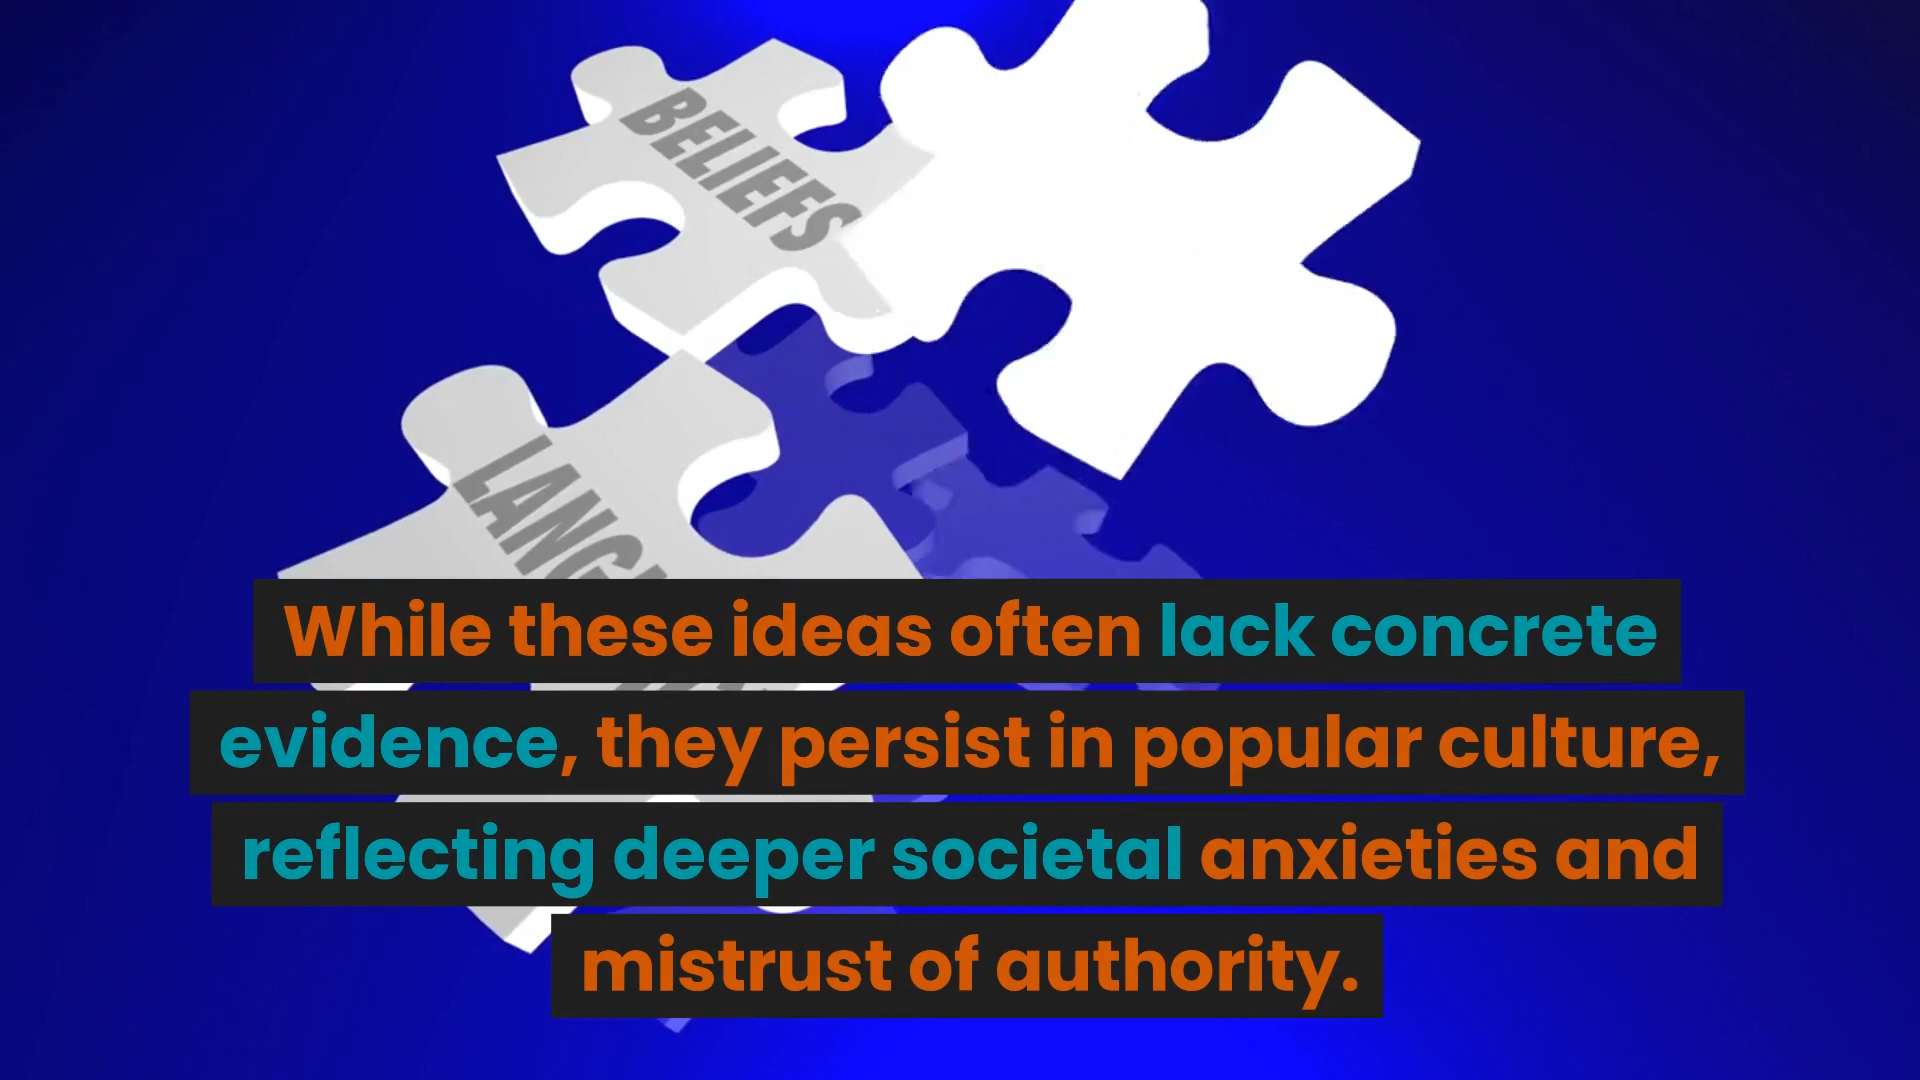 BELIEFS
While these ideas often lack concrete
evidence, they persist in popular culture,
reflecting deeper societal anxieties and
mistrust of authority.